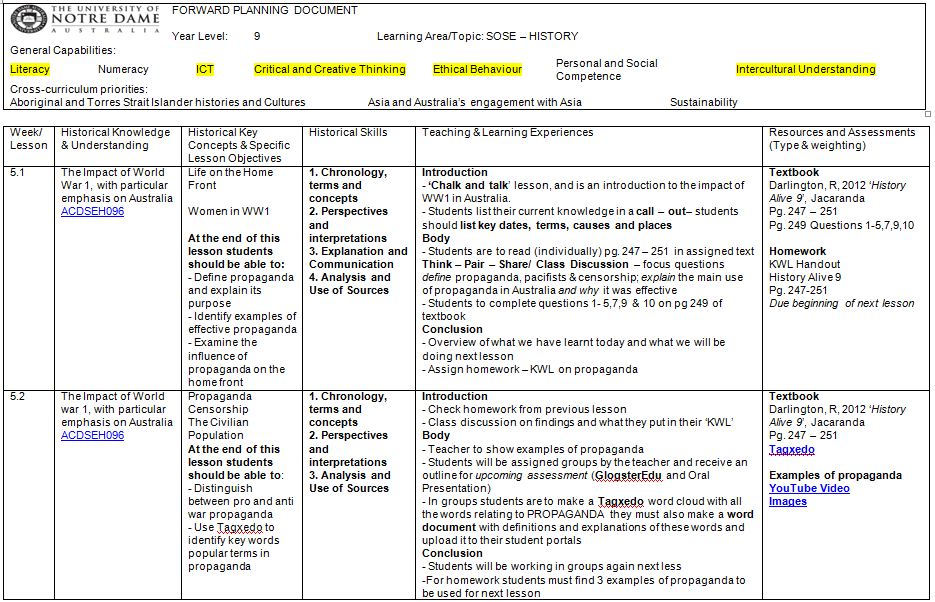 THE UNIVERSITY OF
NOTRE DAME
AUSTRALIA
FORWARD PLANNING DOCUMENT
Year Level: 9 Learning Area/Topic: SOSE – HISTORY
General Capabilities:
Literacy Numeracy ICT Critical and Creative Thinking Ethical Behaviour Personal and Social Competence Intercultural Understanding
Cross-curriculum priorities:
Aboriginal and Torres Strait Islander histories and Cultures Asia and Australia's engagement with Asia Sustainability
Week/
Lesson
Historical Knowledge
& Understanding
Historical Key
Concepts & Specific
Lesson Objectives
Historical Skills
Teaching & Learning Experiences
Resources and Assessments
(Type & weighting)
5.1
The Impact of World
War 1, with particular
emphasis on Australia
ACDSEH096
Life on the Home
Front
Women in WW1
At the end of this
lesson students
should be able to:
- Define propaganda
and explain its
purpose
- Identify examples of
effective propaganda
- Examine the
influence of
propaganda on the
home front
1. Chronology,
terms and
concepts
2. Perspectives
and
interpretations
3. Explanation and
Communication
4. Analysis and
Use of Sources
Introduction
- 'Chalk and talk' lesson, and is an introduction to the impact of
WW1 in Australia.
- Students list their current knowledge in a call – out– students
should list key dates, terms, causes and places
Body
- Students are to read (individually) pg. 247 – 251 in assigned text
Think – Pair – Share/ Class Discussion – focus questions
define propaganda, pacifists & censorship; explain the main use
of propaganda in Australia and why it was effective
- Students to complete questions 1- 5,7,9 & 10 on pg 249 of
textbook
Conclusion
- Overview of what we have learnt today and what we will be
doing next lesson
- Assign homework – KWL on propaganda
Textbook
Darlington, R, 2012 'History
Alive 9', Jacaranda
Pg. 247 – 251
Pg. 249 Questions 1-5,7,9,10
Homework
KWL Handout
History Alive 9
Pg. 247-251
Due beginning of next lesson
5.2
The Impact of World
war 1, with particular
emphasis on Australia
ACDSEH096
Propaganda
Censorship
The Civilian
Population
At the end of this
lesson students
should be able to:
- Distinguish
between pro and anti
war propaganda
- Use Tagxedo to
identify key words
popular terms in
propaganda
1. Chronology,
terms and
concepts
2. Perspectives
and
interpretations
3. Analysis and
Use of Sources
Introduction
- Check homework from previous lesson
- Class discussion on findings and what they put in their 'KWL'
Body
- Teacher to show examples of propaganda
- Students will be assigned groups by the teacher and receive an
outline for upcoming assessment (GlogsterEdu and Oral
Presentation)
- In groups students are to make a Tagxedo word cloud with all
the words relating to PROPAGANDA they must also make a word
document with definitions and explanations of these words and
upload it to their student portals
Conclusion
- Students will be working in groups again next less
-For homework students must find 3 examples of propaganda to
be used for next lesson
Textbook
Darlington, R, 2012 'History
Alive 9', Jacaranda
Pg. 247 – 251
Tagxedo
Examples of propaganda
YouTube Video
Images